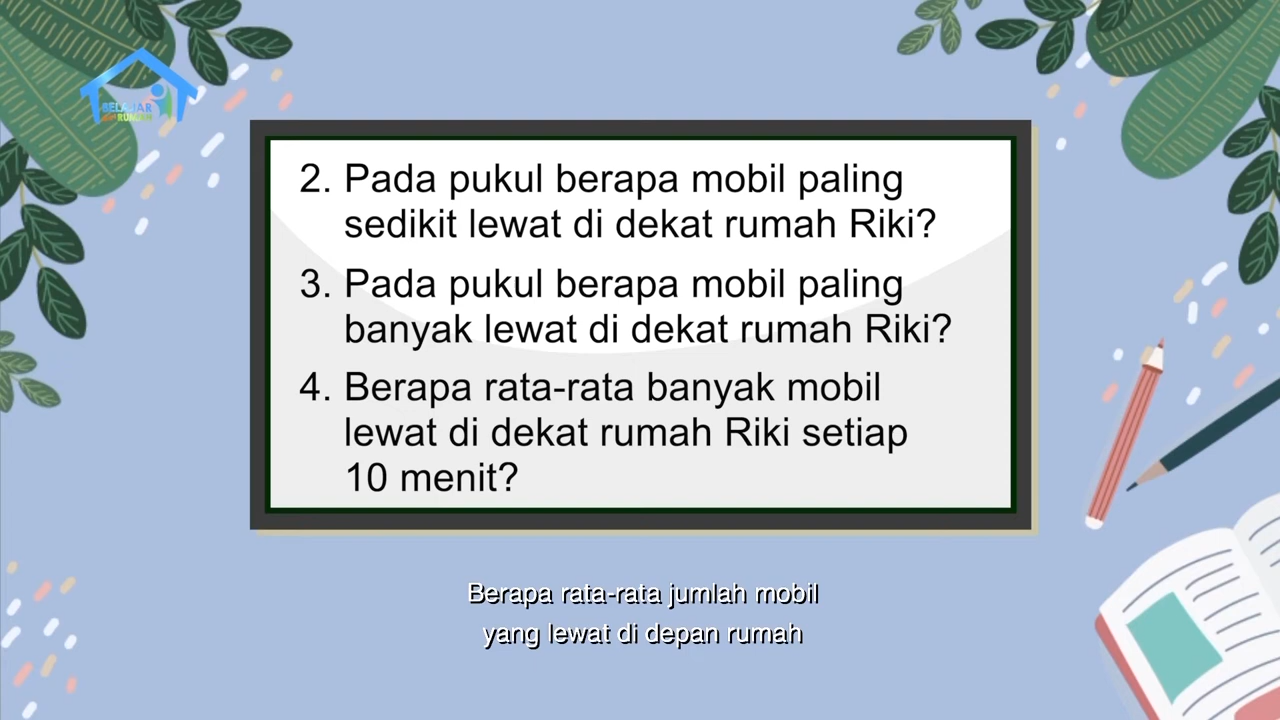 BELAJAR
RUMAH
2. Pada pukul berapa mobil paling
sedikit lewat di dekat rumah Riki?
3. Pada pukul berapa mobil paling
banyak lewat di dekat rumah Riki?
4. Berapa rata-rata banyak mobil
lewat di dekat rumah Riki setiap
10 menit?
Berapa rata-rata jumlah mobil
yang lewat di depan rumah